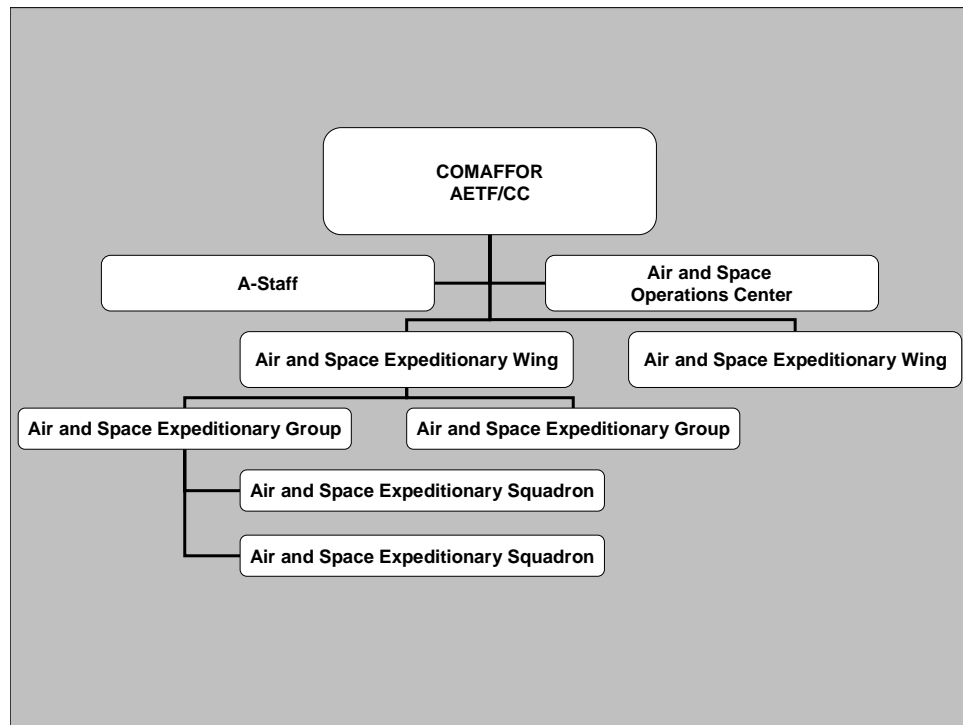 COMAFFOR
AETF/CC
A-Staff
Air and Space
Operations Center
Air and Space Expeditionary Wing
Air and Space Expeditionary Wing
Air and Space Expeditionary Group
Air and Space Expeditionary Group
Air and Space Expeditionary Squadron
Air and Space Expeditionary Squadron